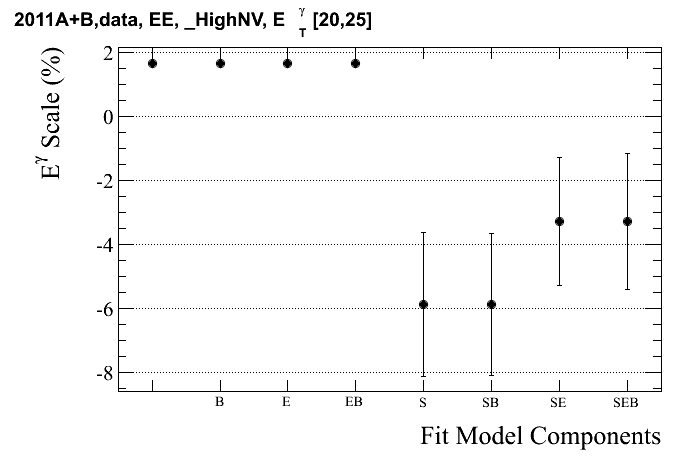 2011A+B,data, EE, _HighNV, E γ T [20,25]
E^γ Scale (%)
2
0
-2
-4
-6
-8
B E EB S SB SE SEB
Fit Model Components